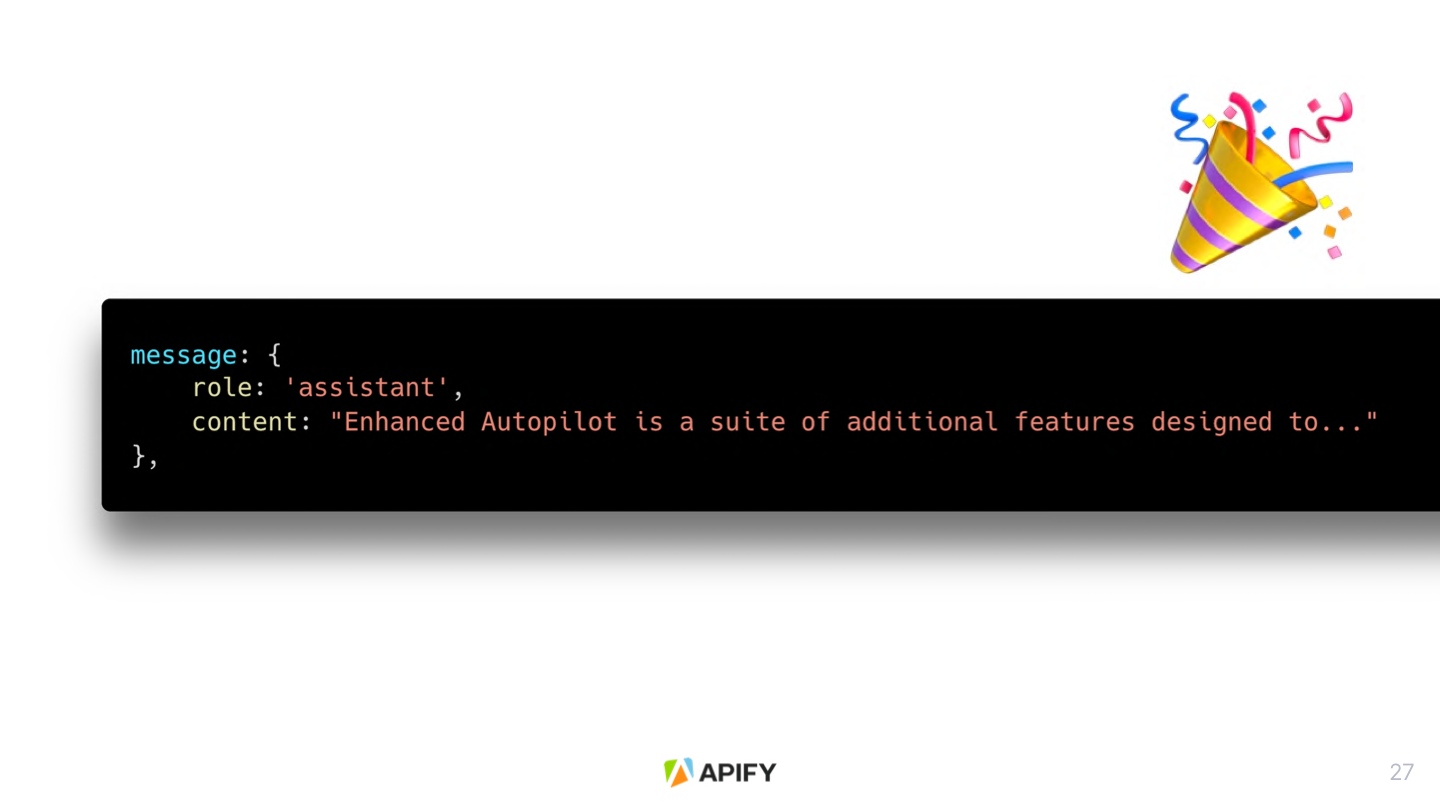 message: {
    role: 'assistant',
    content: "Enhanced Autopilot is a suite of additional features designed to..."
},
APIFY
27